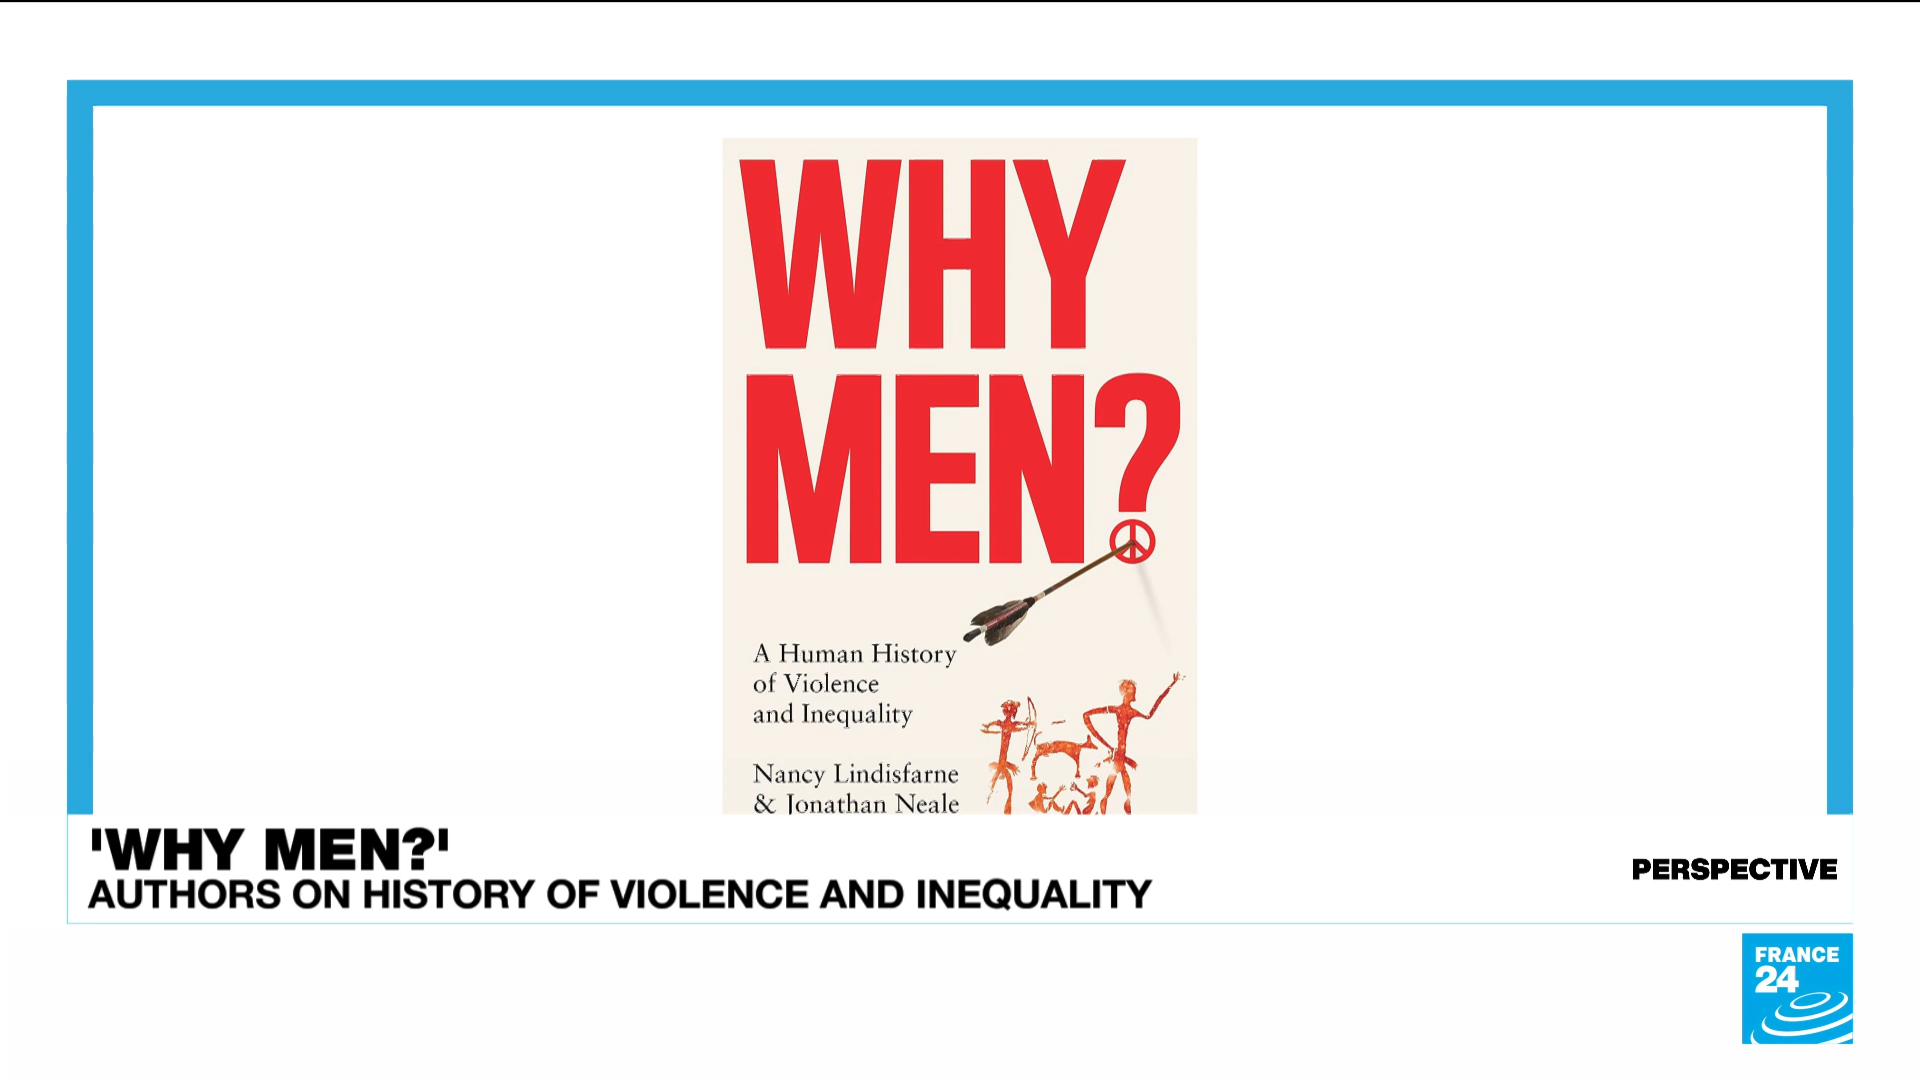 WHY
MEN?
A Human History
of Violence
and Inequality
Nancy Lindisfarne
& Jonathan Neale
'WHY MEN?'
AUTHORS ON HISTORY OF VIOLENCE AND INEQUALITY
PERSPECTIVE
FRANCE
24